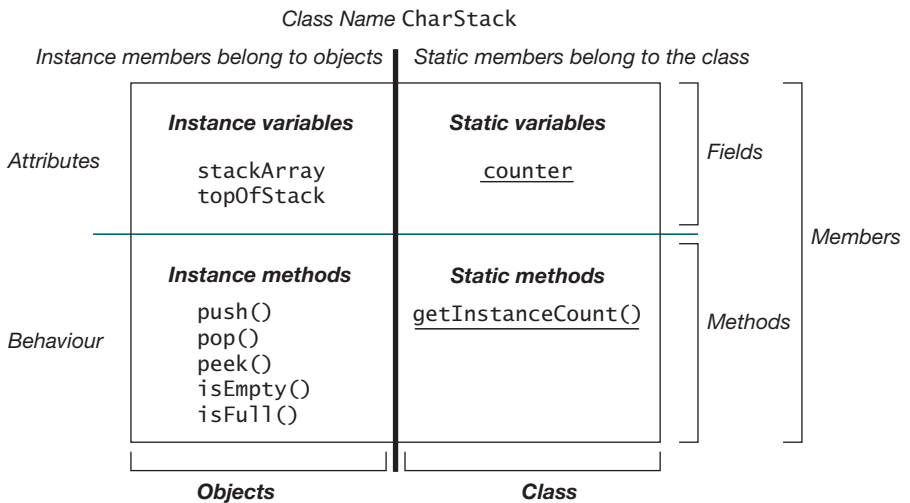 Class Name CharStack
Instance members belong to objects
Static members belong to the class
Instance variables
Static variables
Attributes
stackArray
topOfStack
counter
Fields
Members
Instance methods
Static methods
Behaviour
push()
pop()
peek()
isEmpty()
isFull()
getInstanceCount()
Methods
Objects
Class